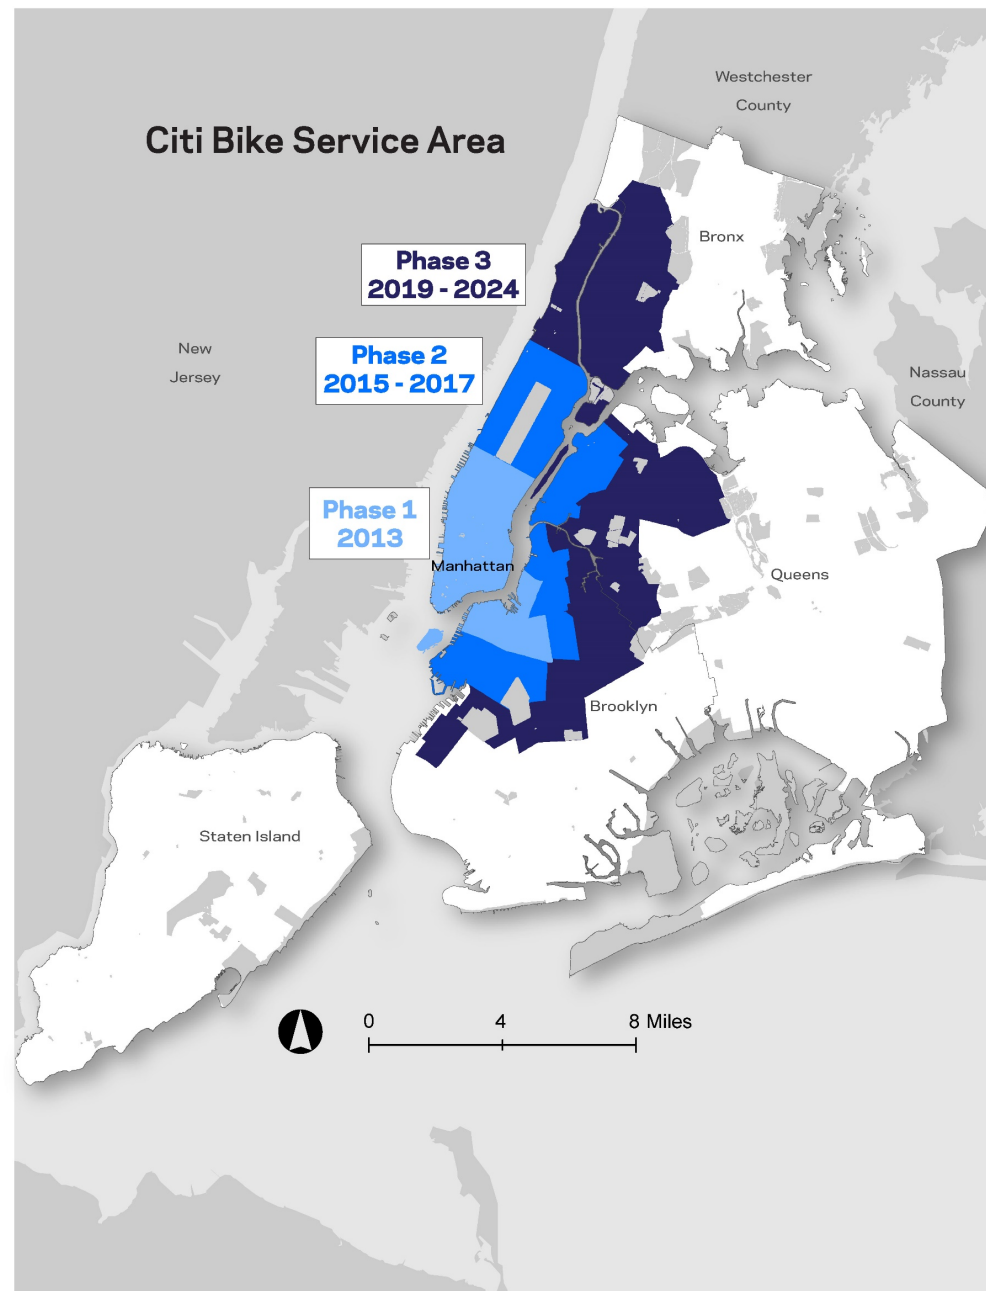 Citi Bike Service Area
Westchester
County
Bronx
Phase 3
2019 - 2024
New
Jersey
Phase 2
2015 - 2017
Nassau
County
Phase 1
2013
Manhattan
Queens
Brooklyn
Staten Island
0 4 8 Miles